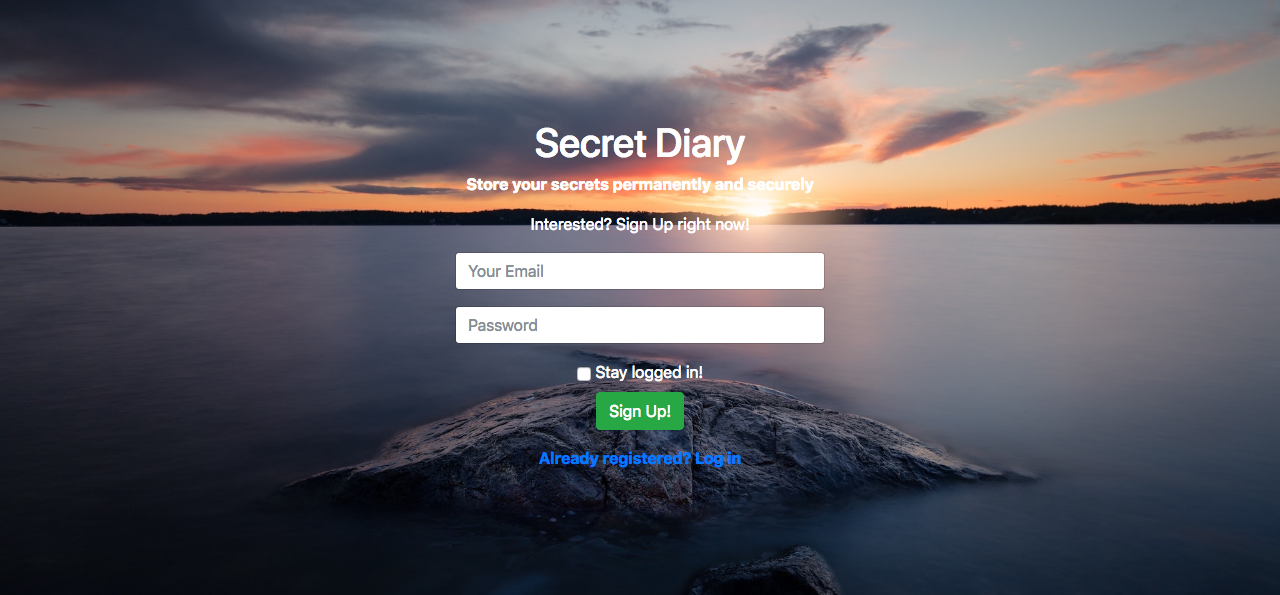 Secret Diary
Store your secrets permanently and securely
Interested? Sign Up right now!
Your Email
Password
Stay logged in!
Sign Up!
Already registered? Log in